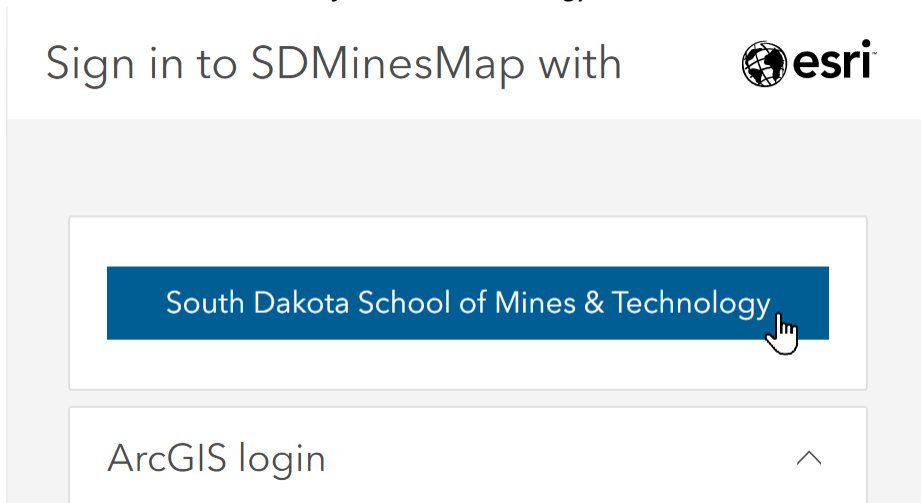 Sign in to SDMinesMap with
esri
South Dakota School of Mines & Technology
ArcGIS login